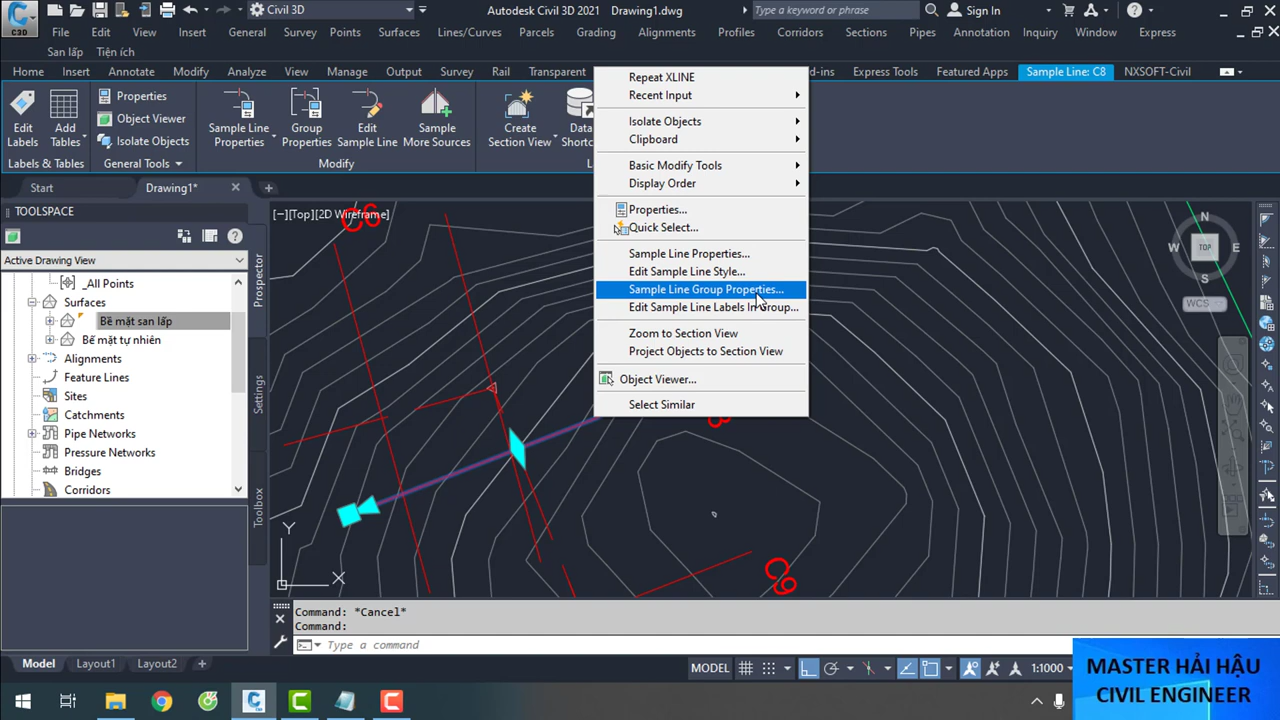 Civil 3D
Autodesk Civil 3D 2021 Drawing1.dwg
Type a keyword or phrase
Sign In
C3D
File Edit View Insert General Survey Points Surfaces Lines/Curves Parcels Grading Alignments Profiles Corridors Sections Pipes Annotation Inquiry Window Express
San lấp Tiện ích
Home Insert Annotate Modify Analyze View Manage Output Survey Rail Transparent
Add-ins Express Tools Featured Apps Sample Line: C8 NXSOFT-Civil
Edit Labels
Add Tables
Properties
Object Viewer
Isolate Objects
Sample Line Properties
Group Properties
Edit Sample Line
Sample More Sources
Create Section View
Data
Labels & Tables General Tools Modify
Start Drawing1*
TOOLSPACE
Active Drawing View
_All Points
Surfaces
Bề mặt san lấp
Bề mặt tự nhiên
Alignments
Feature Lines
Sites
Catchments
Pipe Networks
Pressure Networks
Bridges
Corridors
Prospector
Settings
Survey
Toolbox
[−][Top][2D Wireframe]
C6
Repeat XLINE
Recent Input
Isolate Objects
Clipboard
Basic Modify Tools
Display Order
Properties...
Quick Select...
Sample Line Properties...
Edit Sample Line Style...
Sample Line Group Properties...
Edit Sample Line Labels In Group...
Zoom to Section View
Project Objects to Section View
Object Viewer...
Select Similar
C9
N
W TOP E
S
WCS
Y
X
Command: *Cancel*
Command:
Type a command
Model Layout1 Layout2
MODEL 1:1000
MASTER HẢI HẬU
CIVIL ENGINEER